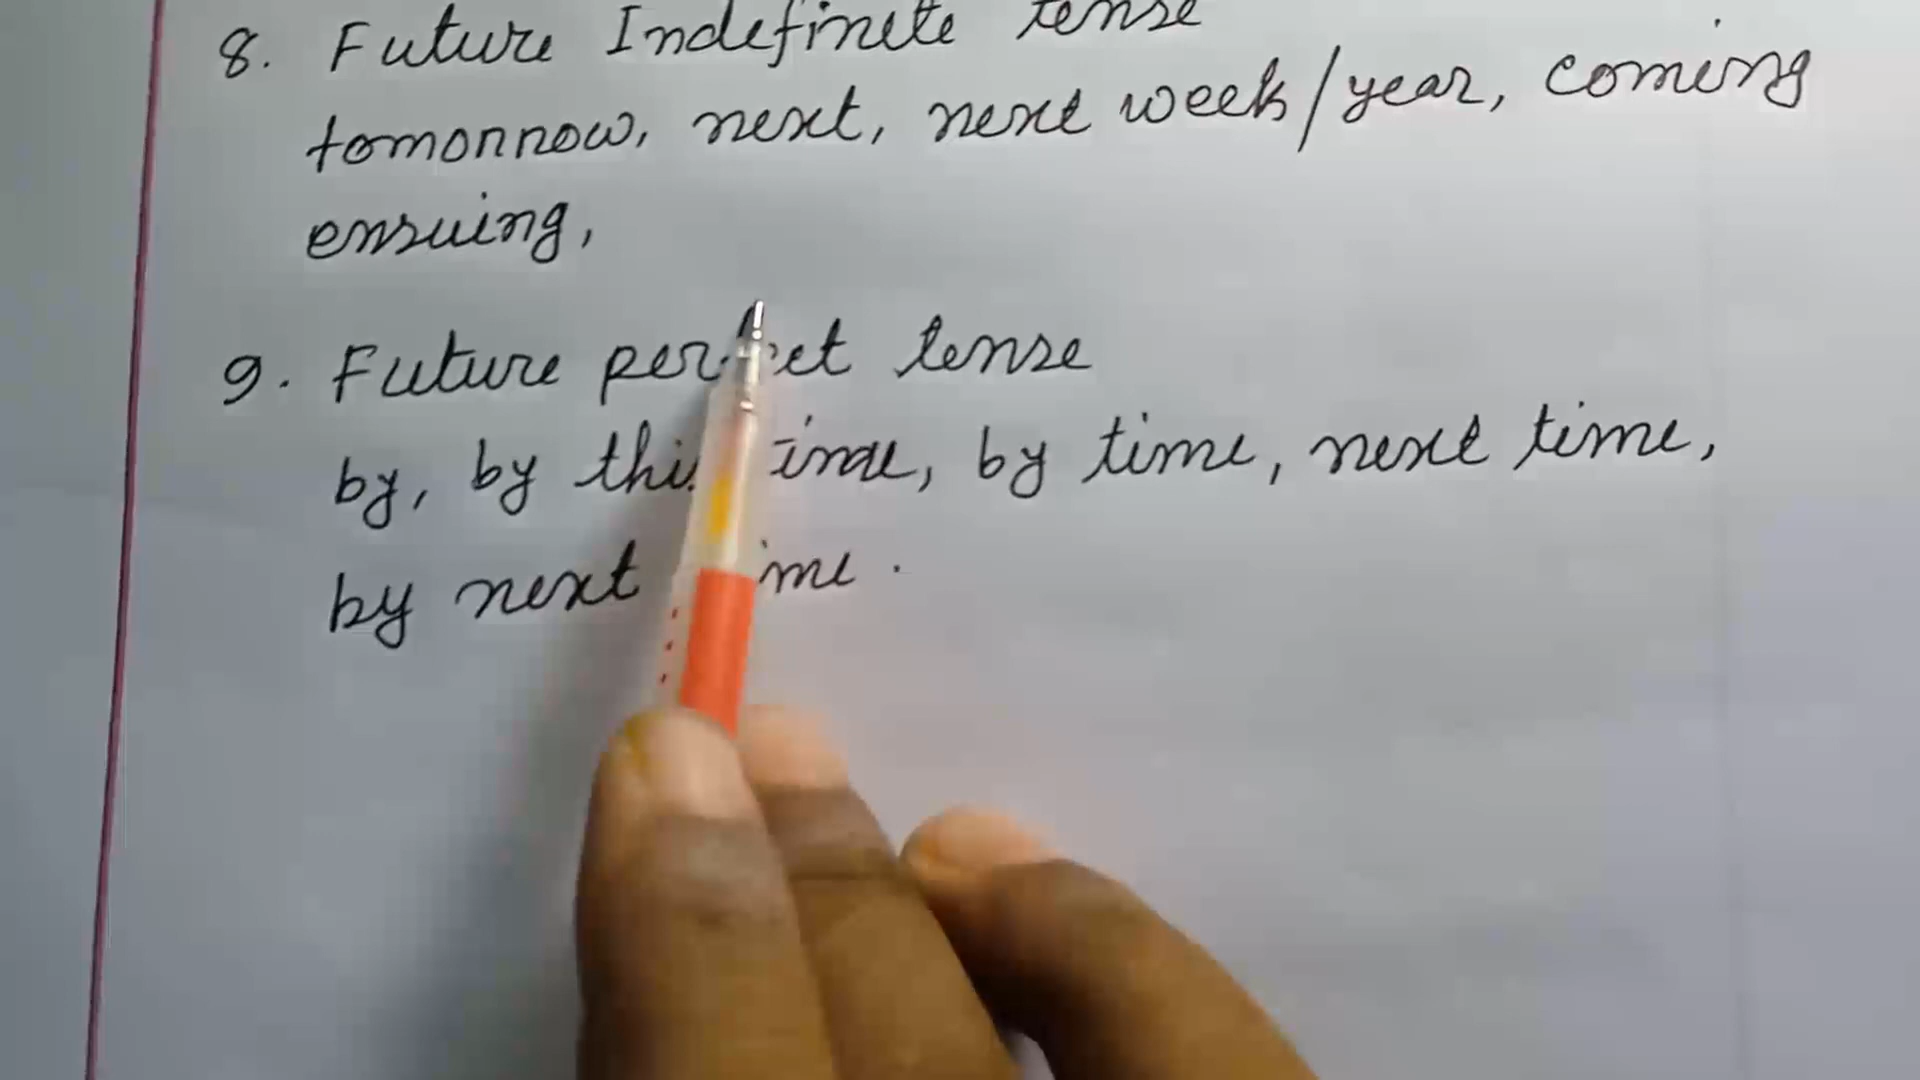 8. Future Indefinite tense
tomorrow, next, next week/year, coming
ensuing,
9. Future perfect tense
by, by this time, by time, next time,
by next time.